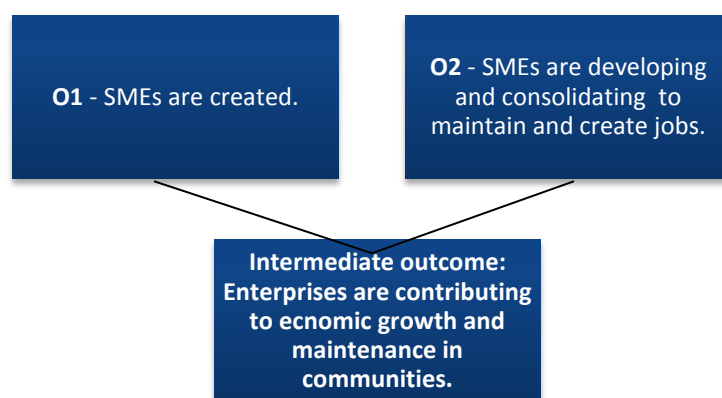 O1 - SMEs are created.
O2 - SMEs are developing
and consolidating to
maintain and create jobs.
Intermediate outcome:
Enterprises are contributing
to ecnomic growth and
maintenance in
communities.